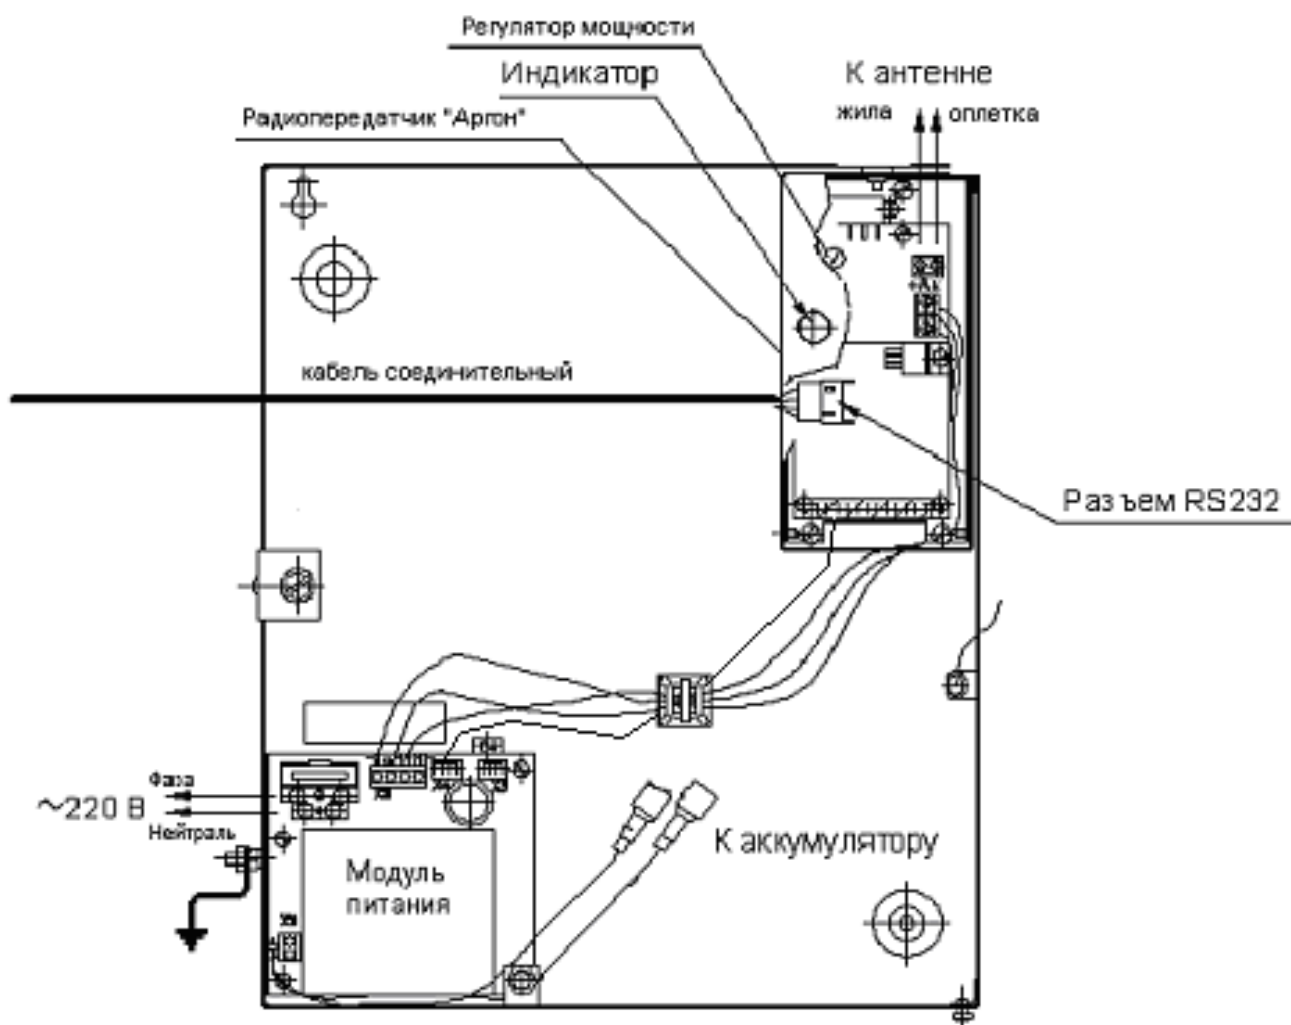 Регулятор мощности
Индикатор
К антенне
жила
оплетка
Радиопередатчик "Аргон"
кабель соединительный
Разъем RS232
Фаза
~220 В
Нейтраль
К аккумулятору
Модуль
питания